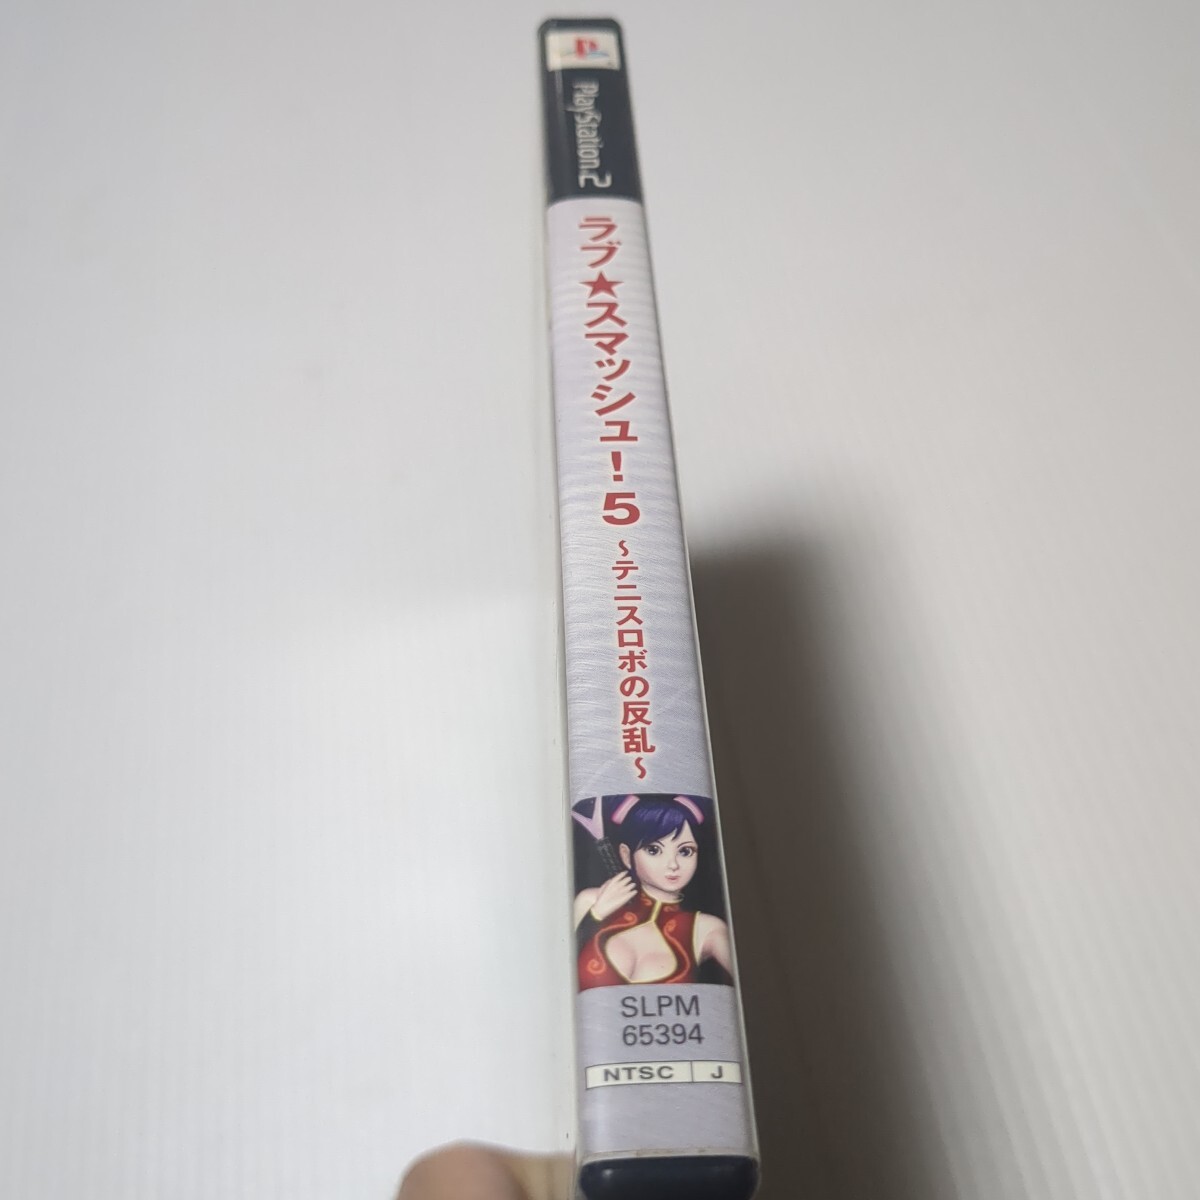 PlayStation.2
ラブ★スマッシュ!5
~テニスロボの反乱~
SLPM
65394
NTSC J